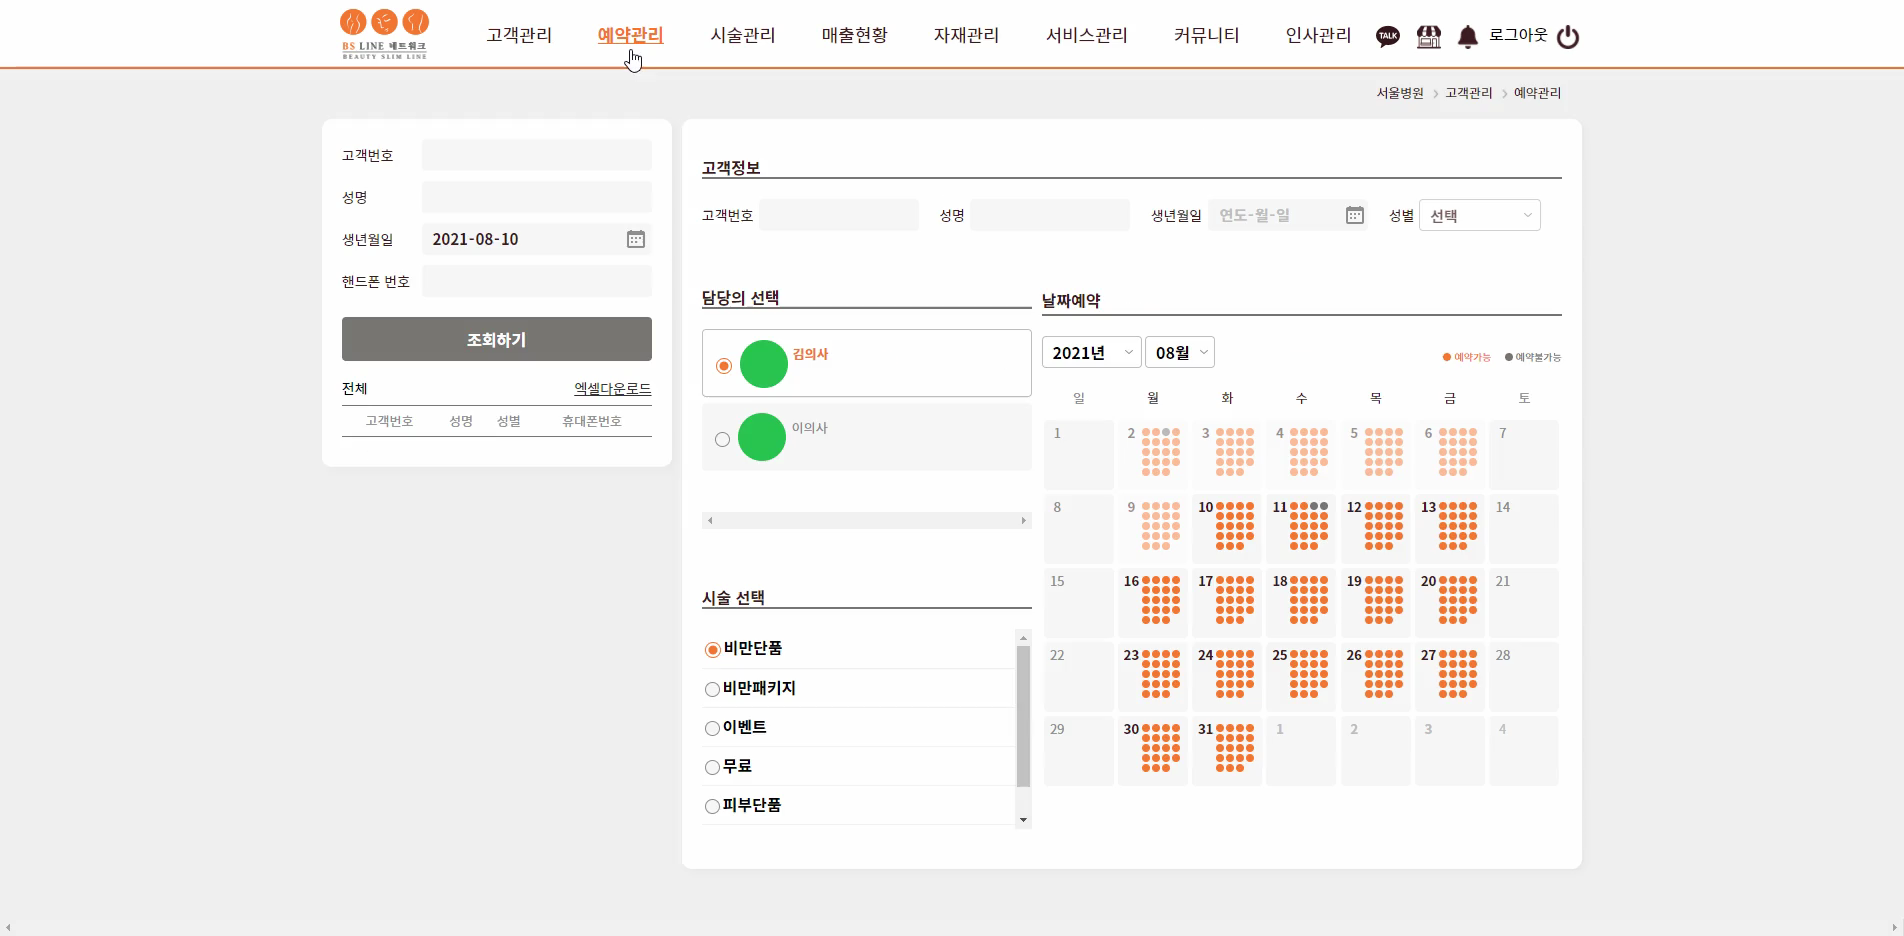 BS LINE 네트워크
BEAUTY SLIM LINE
고객관리 예약관리 시술관리 매출현황 자재관리 서비스관리 커뮤니티 인사관리 TALK 로그아웃
서울병원 > 고객관리 > 예약관리
고객번호
성명
생년월일 2021-08-10
핸드폰 번호
조회하기
전체 엑셀다운로드
고객번호 성명 성별 휴대폰번호
고객정보
고객번호 성명 생년월일 연도-월-일 성별 선택
담당의 선택
김의사
이의사
시술 선택
비만단품
비만패키지
이벤트
무료
피부단품
날짜예약
2021년 08월
예약가능 예약불가능
일 월 화 수 목 금 토
1 2 3 4 5 6 7
8 9 10 11 12 13 14
15 16 17 18 19 20 21
22 23 24 25 26 27 28
29 30 31 1 2 3 4